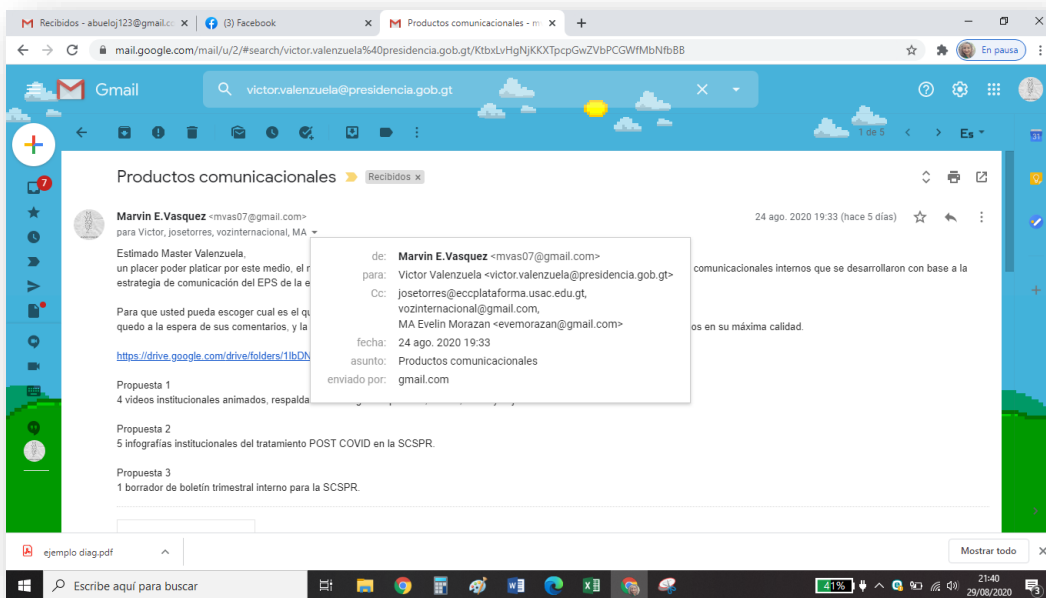 Recibidos - abueloj123@gmail.cc
(3) Facebook
Productos comunicacionales - m
mail.google.com/mail/u/2/#search/victor.valenzuela%40presidencia.gob.gt/KtbxLvHgNjKKXTpcpGwZVbPCGWfMbNfbBB
En pausa
Gmail
victor.valenzuela@presidencia.gob.gt
1 de 5
Es
31
7
Productos comunicacionales
Recibidos x
Marvin E.Vasquez <mvas07@gmail.com>
24 ago. 2020 19:33 (hace 5 días)
para Victor, josetorres, vozinternacional, MA
Estimado Master Valenzuela,
un placer poder platicar por este medio, el comunicacionales internos que se desarrollaron con base a la
estrategia de comunicación del EPS de la
Para que usted pueda escoger cual es el
quedo a la espera de sus comentarios, y la os en su máxima calidad.
https://drive.google.com/drive/folders/1IbDN
de: Marvin E.Vasquez <mvas07@gmail.com>
para: Victor Valenzuela <victor.valenzuela@presidencia.gob.gt>
Cc: josetorres@eccplataforma.usac.edu.gt,
vozinternacional@gmail.com,
MA Evelin Morazan <evemorazan@gmail.com>
fecha: 24 ago. 2020 19:33
asunto: Productos comunicacionales
enviado por: gmail.com
Propuesta 1
4 videos institucionales animados, respalda
Propuesta 2
5 infografías institucionales del tratamiento POST COVID en la SCSPR.
Propuesta 3
1 borrador de boletín trimestral interno para la SCSPR.
ejemplo diag.pdf
Mostrar todo
Escribe aquí para buscar
41%
21:40
29/08/2020
3